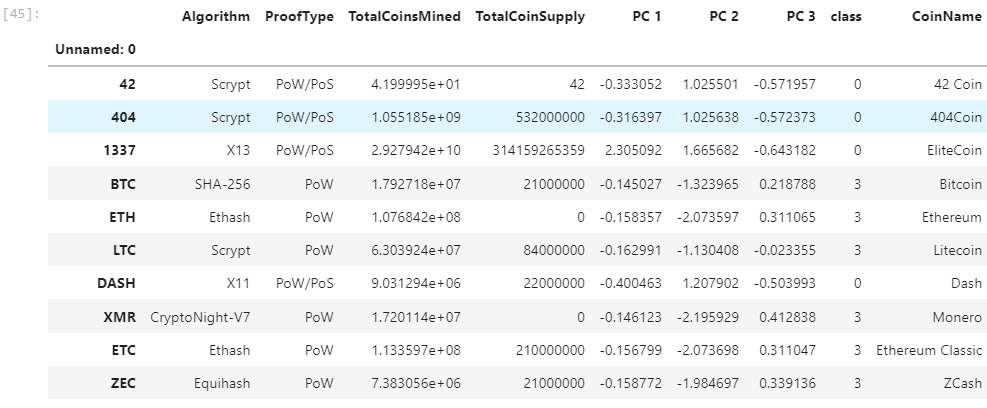 [45]:
Algorithm ProofType TotalCoinsMined TotalCoinSupply PC 1 PC 2 PC 3 class CoinName
Unnamed: 0
42 Scrypt PoW/PoS 4.199995e+01 42 -0.333052 1.025501 -0.571957 0 42 Coin
404 Scrypt PoW/PoS 1.055185e+09 532000000 -0.316397 1.025638 -0.572373 0 404Coin
1337 X13 PoW/PoS 2.927942e+10 314159265359 2.305092 1.665682 -0.643182 0 EliteCoin
BTC SHA-256 PoW 1.792718e+07 21000000 -0.145027 -1.323965 0.218788 3 Bitcoin
ETH Ethash PoW 1.076842e+08 0 -0.158357 -2.073597 0.311065 3 Ethereum
LTC Scrypt PoW 6.303924e+07 84000000 -0.162991 -1.130408 -0.023355 3 Litecoin
DASH X11 PoW/PoS 9.031294e+06 22000000 -0.400463 1.207902 -0.503993 0 Dash
XMR CryptoNight-V7 PoW 1.720114e+07 0 -0.146123 -2.195929 0.412838 3 Monero
ETC Ethash PoW 1.133597e+08 210000000 -0.156799 -2.073698 0.311047 3 Ethereum Classic
ZEC Equihash PoW 7.383056e+06 21000000 -0.158772 -1.984697 0.339136 3 ZCash